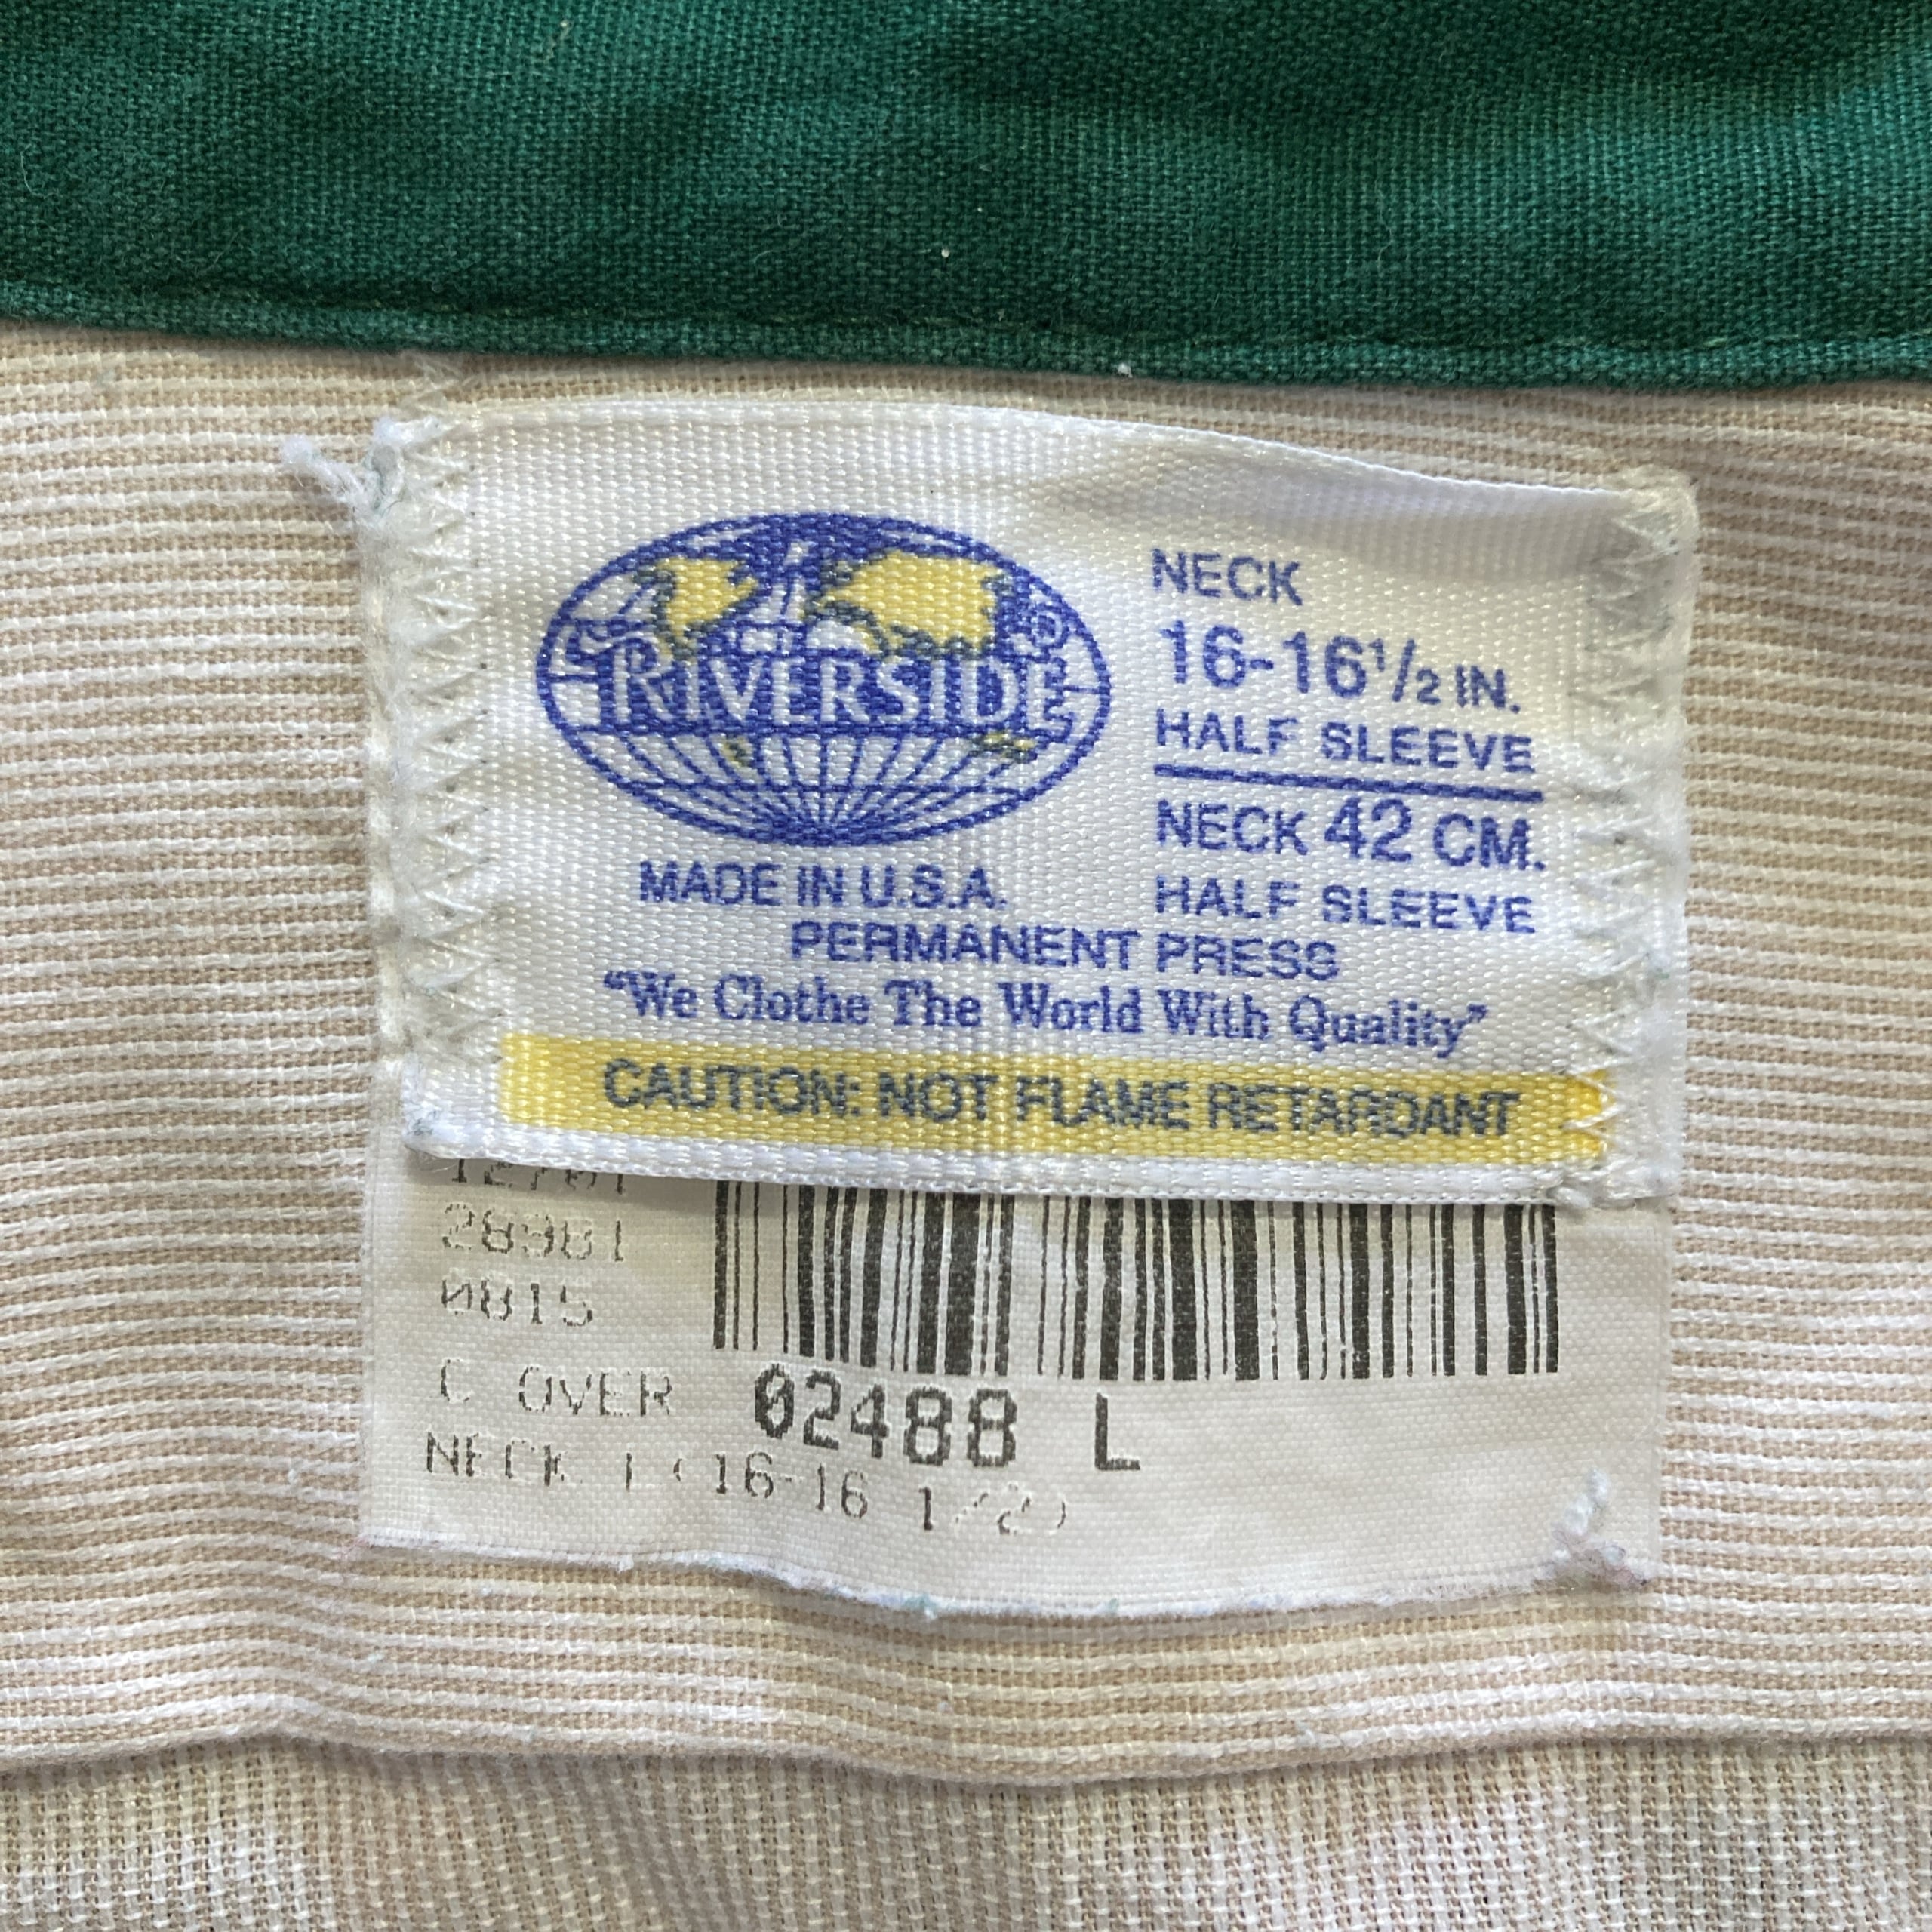 RIVERSIDE ®
MADE IN U.S.A.
NECK
16-16½ IN.
HALF SLEEVE
NECK 42 CM.
HALF SLEEVE
PERMANENT PRESS
“We Clothe The World With Quality”
CAUTION: NOT FLAME RETARDANT
28981
0815
C OVER 02488 L
NECK L (16-16 1/2)